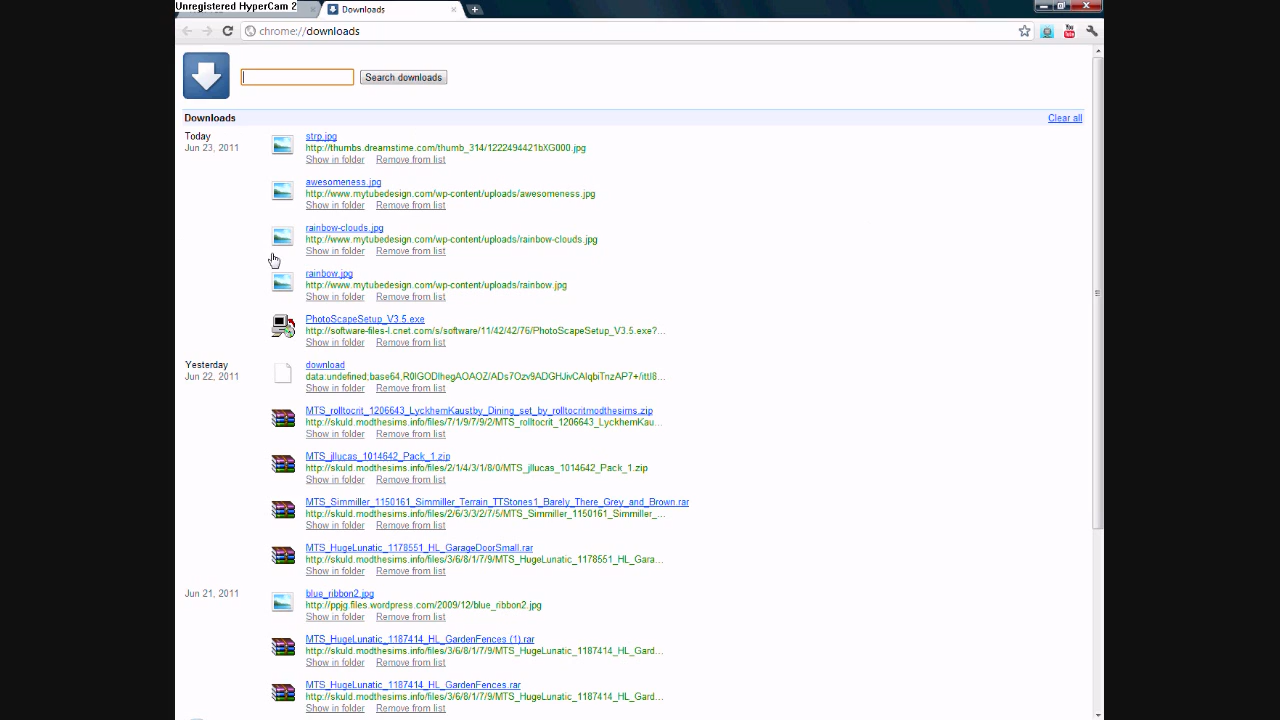 Unregistered HyperCam 2
Downloads
chrome://downloads
Search downloads
Downloads
Clear all
Today
Jun 23, 2011
strp.jpg
http://thumbs.dreamstime.com/thumb_314/1222494421bXG000.jpg
Show in folder Remove from list
awesomeness.jpg
http://www.mytubedesign.com/wp-content/uploads/awesomeness.jpg
Show in folder Remove from list
rainbow-clouds.jpg
http://www.mytubedesign.com/wp-content/uploads/rainbow-clouds.jpg
Show in folder Remove from list
rainbow.jpg
http://www.mytubedesign.com/wp-content/uploads/rainbow.jpg
Show in folder Remove from list
PhotoScapeSetup_V3.5.exe
http://software-files-l.cnet.com/s/software/11/42/42/76/PhotoScapeSetup_V3.5.exe?...
Show in folder Remove from list
Yesterday
Jun 22, 2011
download
data:undefined;base64,R0lGODlhegAOAOZ/ADs7Ozv9ADGHJivCAlqbiTnzAP7+/ittl8...
Show in folder Remove from list
MTS_rolltocrit_1206643_LyckhemKaustby_Dining_set_by_rolltocritmodthesims.zip
http://skuld.modthesims.info/files/7/1/9/7/9/2/MTS_rolltocrit_1206643_LyckhemKau...
Show in folder Remove from list
MTS_jllucas_1014642_Pack_1.zip
http://skuld.modthesims.info/files/2/1/4/3/1/8/0/MTS_jllucas_1014642_Pack_1.zip
Show in folder Remove from list
MTS_Simmiller_1150161_Simmiller_Terrain_TTStones1_Barely_There_Grey_and_Brown.rar
http://skuld.modthesims.info/files/2/6/3/3/2/7/5/MTS_Simmiller_1150161_Simmiller_...
Show in folder Remove from list
MTS_HugeLunatic_1178551_HL_GarageDoorSmall.rar
http://skuld.modthesims.info/files/3/6/8/1/7/9/MTS_HugeLunatic_1178551_HL_Gara...
Show in folder Remove from list
Jun 21, 2011
blue_ribbon2.jpg
http://ppjg.files.wordpress.com/2009/12/blue_ribbon2.jpg
Show in folder Remove from list
MTS_HugeLunatic_1187414_HL_GardenFences (1).rar
http://skuld.modthesims.info/files/3/6/8/1/7/9/MTS_HugeLunatic_1187414_HL_Gard...
Show in folder Remove from list
MTS_HugeLunatic_1187414_HL_GardenFences.rar
http://skuld.modthesims.info/files/3/6/8/1/7/9/MTS_HugeLunatic_1187414_HL_Gard...
Show in folder Remove from list